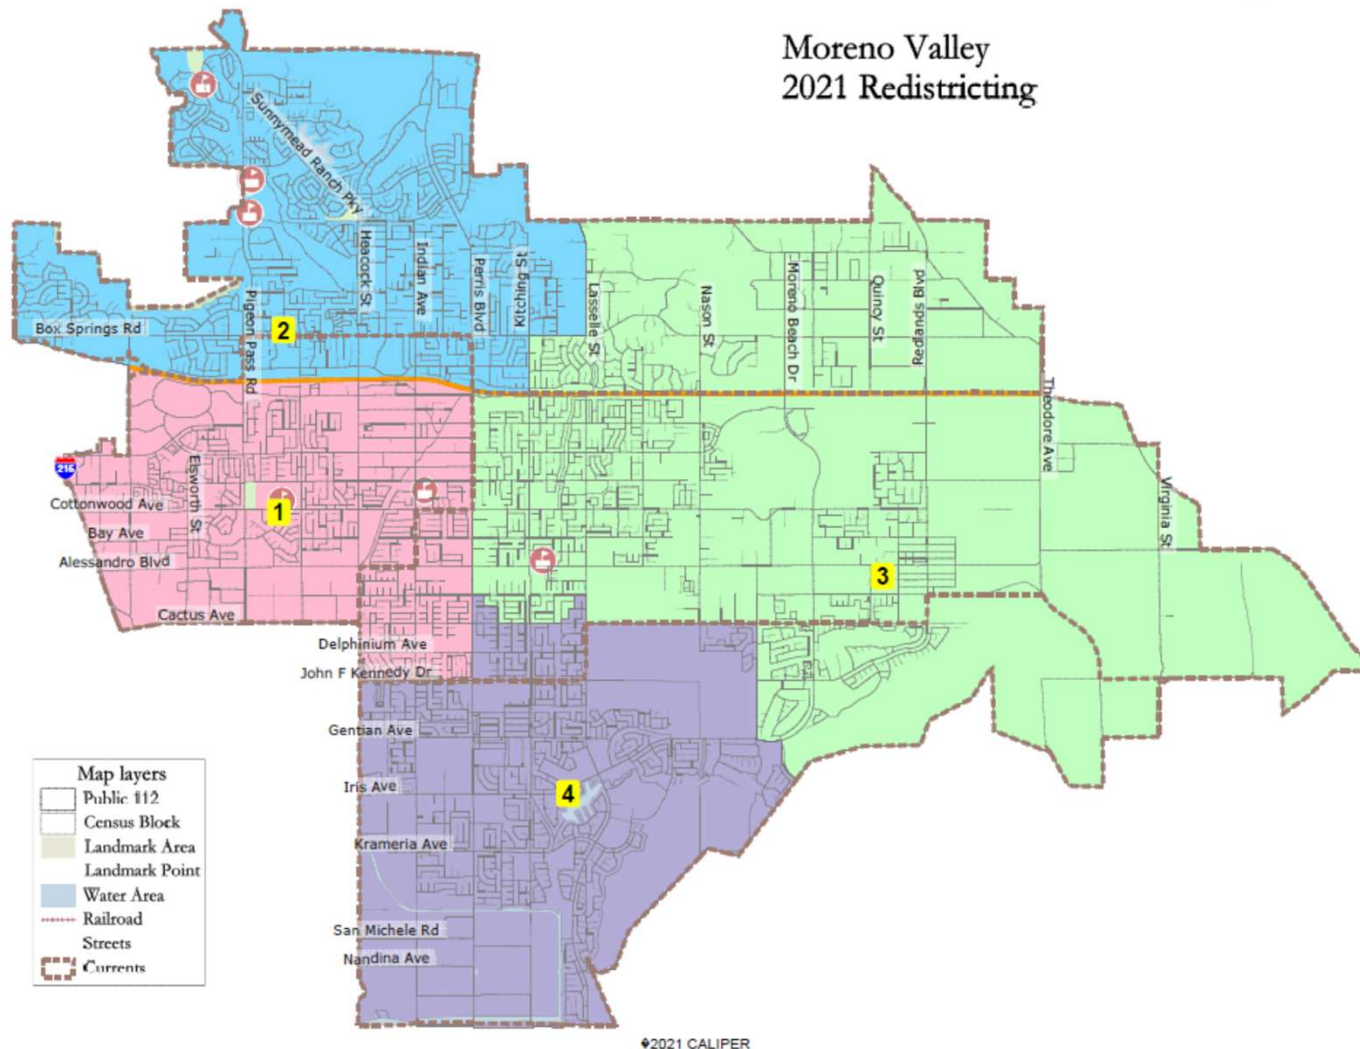 Moreno Valley
2021 Redistricting
Sunnymead Ranch Pky
Heacock St
Indian Ave
Perris Blvd
Kitching St
Lasselle St
Nason St
Moreno Beach Dr
Quincy St
Redlands Blvd
Box Springs Rd
Pigeon Pass Rd
2
Theodore Ave
215
Elsworth St
Cottonwood Ave
1
Virginia St
Bay Ave
Alessandro Blvd
3
Cactus Ave
Delphinium Ave
John F Kennedy Dr
Gentian Ave
Iris Ave
4
Krameria Ave
San Michele Rd
Nandina Ave
Map layers
Public 112
Census Block
Landmark Area
Landmark Point
Water Area
Railroad
Streets
Currents
�2021 CALIPER